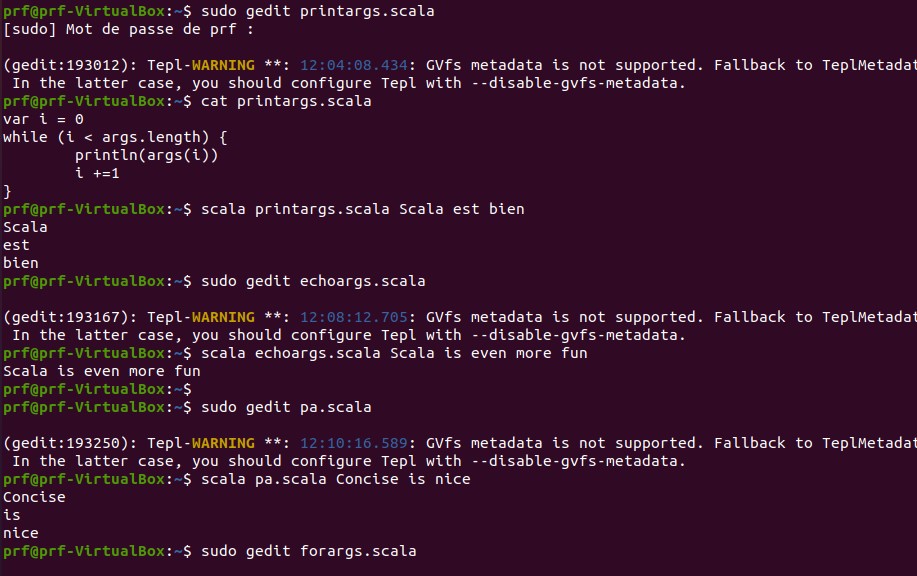 prf@prf-VirtualBox:~$ sudo gedit printargs.scala
[sudo] Mot de passe de prf :

(gedit:193012): Tepl-WARNING **: 12:04:08.434: GVfs metadata is not supported. Fallback to TeplMetadat
 In the latter case, you should configure Tepl with --disable-gvfs-metadata.
prf@prf-VirtualBox:~$ cat printargs.scala
var i = 0
while (i < args.length) {
        println(args(i))
        i +=1
}
prf@prf-VirtualBox:~$ scala printargs.scala Scala est bien
Scala
est
bien
prf@prf-VirtualBox:~$ sudo gedit echoargs.scala

(gedit:193167): Tepl-WARNING **: 12:08:12.705: GVfs metadata is not supported. Fallback to TeplMetadat
 In the latter case, you should configure Tepl with --disable-gvfs-metadata.
prf@prf-VirtualBox:~$ scala echoargs.scala Scala is even more fun
Scala is even more fun
prf@prf-VirtualBox:~$
prf@prf-VirtualBox:~$ sudo gedit pa.scala

(gedit:193250): Tepl-WARNING **: 12:10:16.589: GVfs metadata is not supported. Fallback to TeplMetadat
 In the latter case, you should configure Tepl with --disable-gvfs-metadata.
prf@prf-VirtualBox:~$ scala pa.scala Concise is nice
Concise
is
nice
prf@prf-VirtualBox:~$ sudo gedit forargs.scala